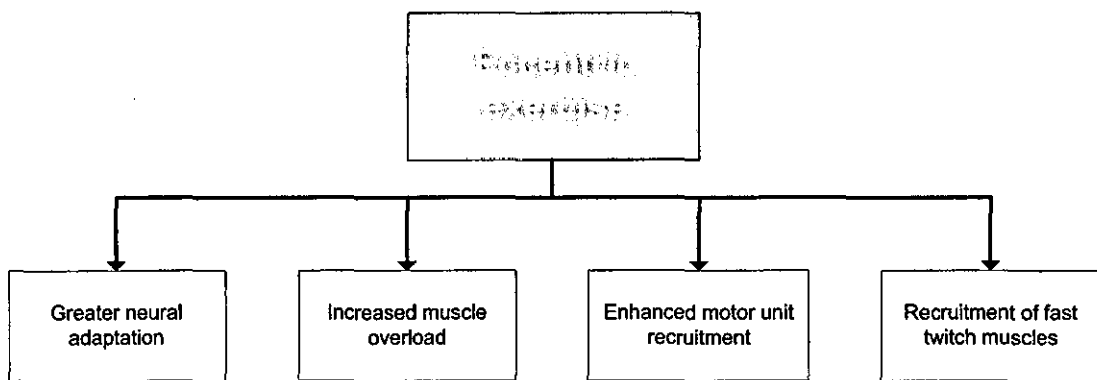 Greater neural
adaptation
Increased muscle
overload
Enhanced motor unit
recruitment
Recruitment of fast
twitch muscles